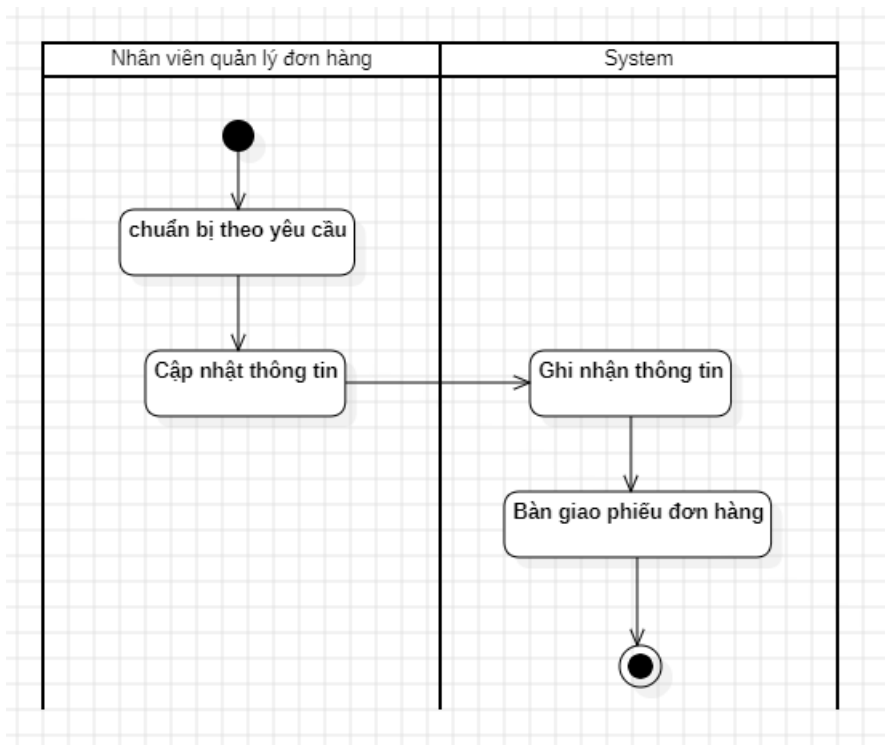 Nhân viên quản lý đơn hàng
System
chuẩn bị theo yêu cầu
Cập nhật thông tin
Ghi nhận thông tin
Bàn giao phiếu đơn hàng